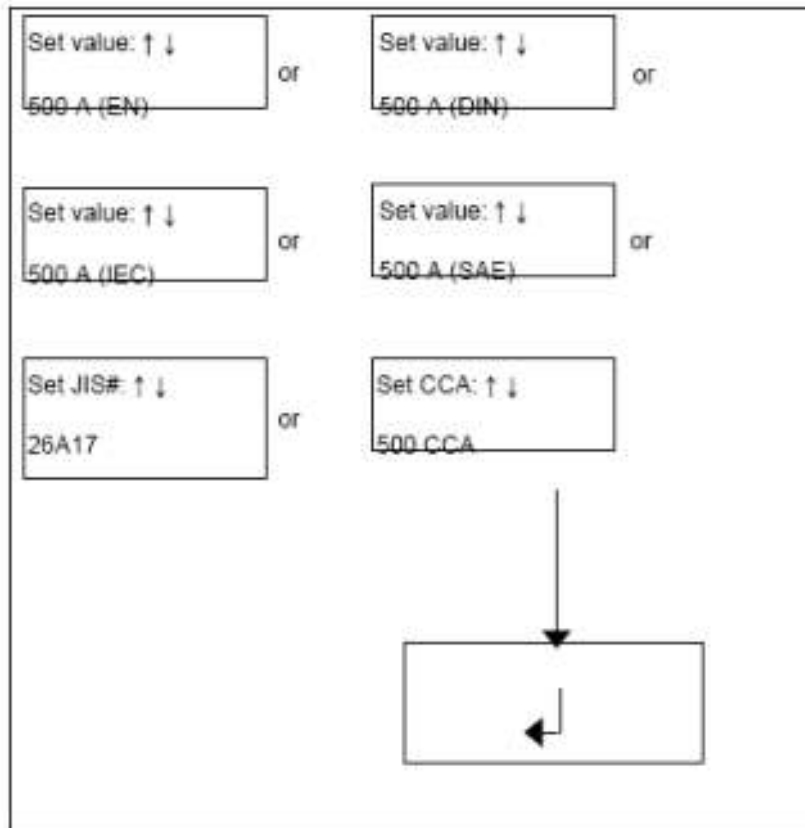 Set value: ↑ ↓
500 A (EN)
or
Set value: ↑ ↓
500 A (DIN)
or
Set value: ↑ ↓
500 A (IEC)
or
Set value: ↑ ↓
500 A (SAE)
or
Set JIS#: ↑ ↓
26A17
or
Set CCA: ↑ ↓
500 CCA